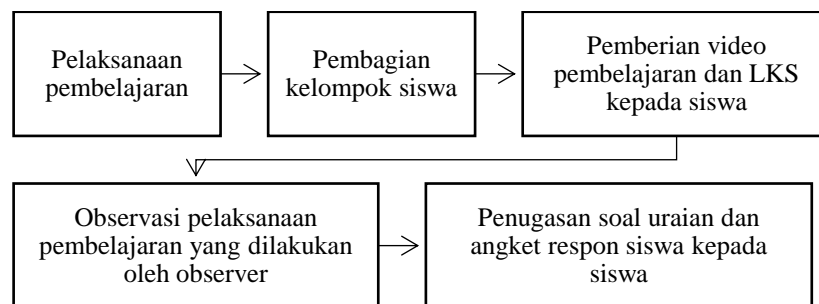 Pelaksanaan
pembelajaran
Pembagian
kelompok siswa
Pemberian video
pembelajaran dan LKS
kepada siswa
Observasi pelaksanaan
pembelajaran yang dilakukan
oleh observer
Penugasan soal uraian dan
angket respon siswa kepada
siswa